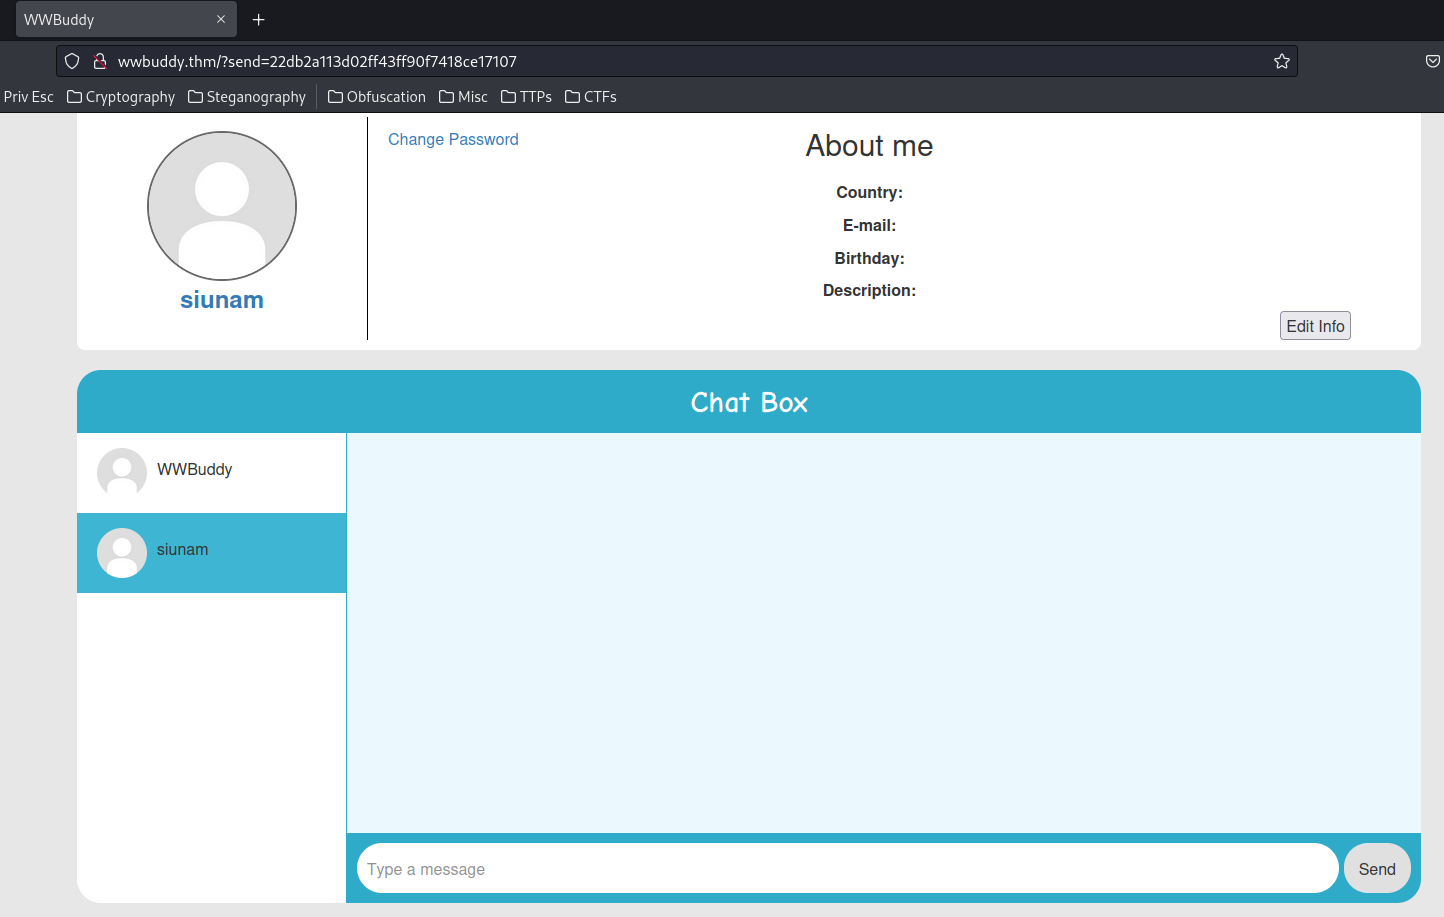 WWBuddy
wwbuddy.thm/?send=22db2a113d02ff43ff90f7418ce17107
Priv Esc Cryptography Steganography Obfuscation Misc TTPs CTFs
siunam
Change Password
About me
Country:
E-mail:
Birthday:
Description:
Edit Info
Chat Box
WWBuddy
siunam
Type a message
Send